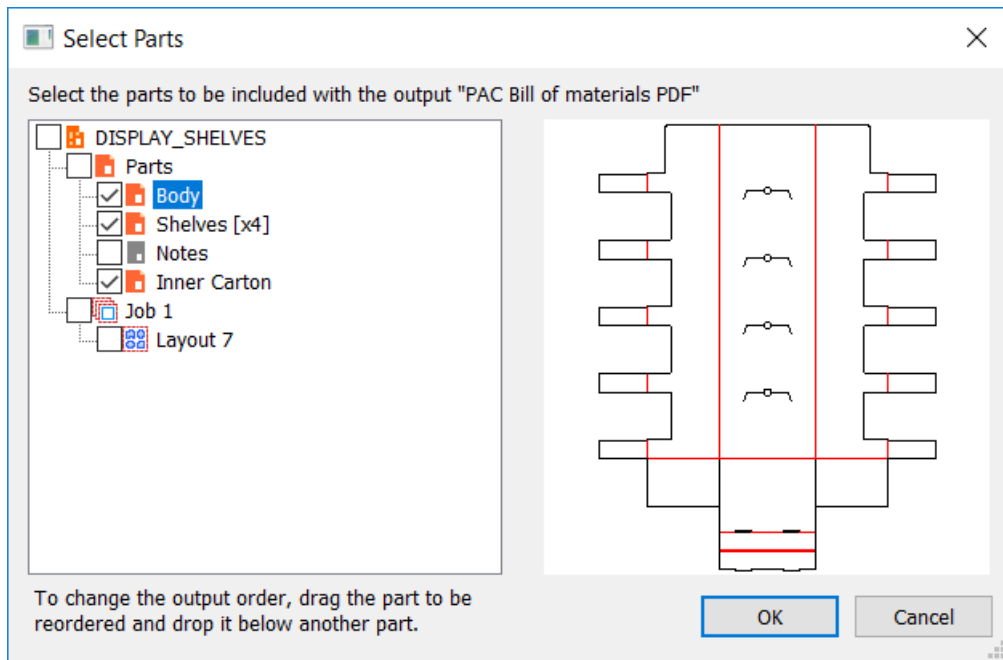 Select Parts
Select the parts to be included with the output "PAC Bill of materials PDF"
DISPLAY_SHELVES
Parts
Body
Shelves [x4]
Notes
Inner Carton
Job 1
Layout 7
To change the output order, drag the part to be
reordered and drop it below another part.
OK
Cancel